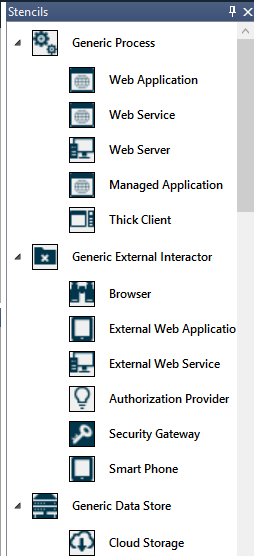 Stencils
Generic Process
Web Application
Web Service
Web Server
Managed Application
Thick Client
Generic External Interactor
Browser
External Web Applicatio
External Web Service
Authorization Provider
Security Gateway
Smart Phone
Generic Data Store
Cloud Storage